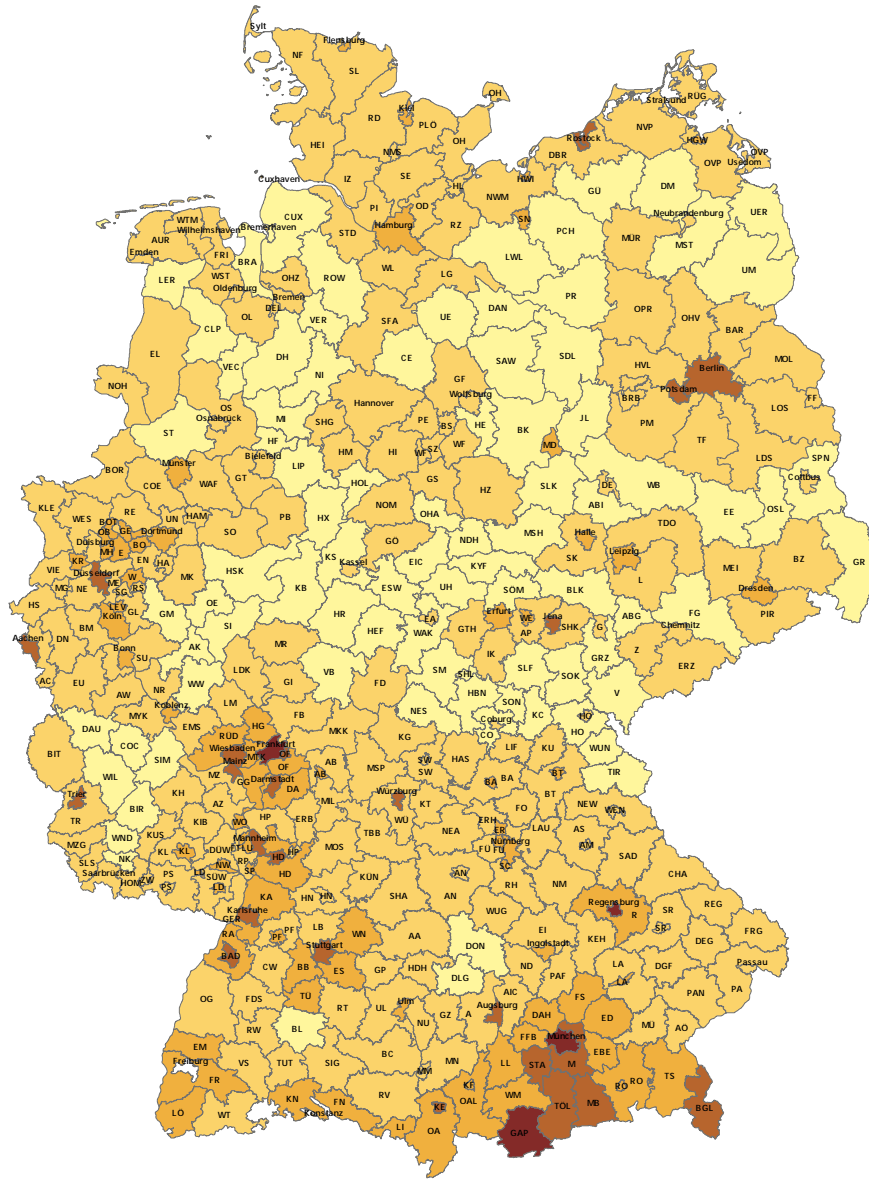 Sylt
Flensburg
NF
SL
OH
Kiel
RD
PLÖ
OH
HEI
NMS
Stralsund
RÜG
NVP
Rostock
HGW
OVP
DBR
OVP
Usedom
IZ
SE
HL
HWI
Cuxhaven
PI
OD
NWM
GÜ
DM
CUX
STD
Hamburg
RZ
SN
Neubrandenburg
UER
WTM
Wilhelmshaven
Bremerhaven
AUR
Emden
FRI
BRA
PCH
MÜR
MST
LWL
UM
LER
WST
Oldenburg
OHZ
ROW
WL
LG
Bremen
DEL
OL
VER
SFA
UE
DAN
PR
OPR
OHV
BAR
CLP
EL
VEC
DH
NI
CE
SAW
SDL
HVL
Berlin
MOL
NOH
GF
Wolfsburg
Potsdam
BRB
FF
LOS
Hannover
OS
Osnabrück
MI
SHG
PE
BS
HE
BK
JL
PM
TF
ST
HF
Bielefeld
HM
HI
WF
SZ
WF
MD
LDS
SPN
BOR
Münster
COE
WAF
GT
LIP
HOL
GS
HZ
SLK
DE
WB
Cottbus
ABI
KLE
WES
RE
BOT
OB
GE
UN
HAM
Dortmund
SO
PB
HX
NOM
OHA
EE
OSL
Duisburg
MH
E
BO
EN
HA
GÖ
NDH
MSH
Halle
SK
Leipzig
TDO
KR
VIE
Düsseldorf
ME
W
MK
HSK
KS
Kassel
EIC
KYF
L
MEI
BZ
GR
MG
NE
SG
RS
HS
LEV
Köln
GL
GM
OE
KB
ESW
UH
SOM
BLK
Dresden
PIR
BM
SI
HR
HEF
EA
WAK
GTH
Erfurt
WE
AP
Jena
SHK
G
ABG
FG
Chemnitz
Aachen
DN
Bonn
SU
AK
MR
IK
GRZ
Z
ERZ
AC
EU
AW
NR
WW
LDK
VB
FD
SM
SHL
SLF
SOK
V
MYK
Koblenz
LM
GI
HBN
SON
NES
Coburg
CO
KC
HO
HO
DAU
COC
EMS
RÜD
HG
FB
MKK
KG
WUN
BIT
SIM
Wiesbaden
Frankfurt
OF
MTK
OF
AB
SW
SW
HAS
LIF
KU
TIR
WIL
Mainz
MZ
GG
Darmstadt
DA
AB
MSP
BA
BA
BT
BT
Trier
KH
AZ
MIL
Würzburg
KT
NEW
WEN
TR
BIR
KIB
WO
HP
ERB
WÜ
FO
MZG
WND
KUS
DÜW
FT
LU
Mannheim
MOS
TBB
NEA
ERH
ER
LAU
AS
AM
SLS
NK
KL
KL
NW
RP
HD
HP
FÜ
FÜ
Nürnberg
SAD
Saarbrücken
HOM
ZW
PS
PS
LD
SÜW
SP
HD
KÜN
AN
SC
CHA
LD
KA
HN
HN
SHA
AN
RH
NM
Karlsruhe
GER
WUG
Regensburg
R
SR
SR
REG
RA
PF
PF
LB
WN
AA
EI
KEH
FRG
BAD
Stuttgart
DON
Ingolstadt
DEG
CW
BB
ES
GP
HDH
ND
PAF
LA
DGF
Passau
DLG
LA
PA
OG
FDS
TÜ
RT
UL
Ulm
AIC
Augsburg
FS
PAN
NU
GZ
A
DAH
ED
MÜ
AÖ
RW
BL
FFB
München
EM
VS
TUT
SIG
BC
MN
LL
STA
M
EBE
Freiburg
FR
MM
KF
OAL
WM
RO
RO
TS
LÖ
WT
KN
Konstanz
FN
RV
LI
KE
OA
TÖL
MB
BGL
GAP